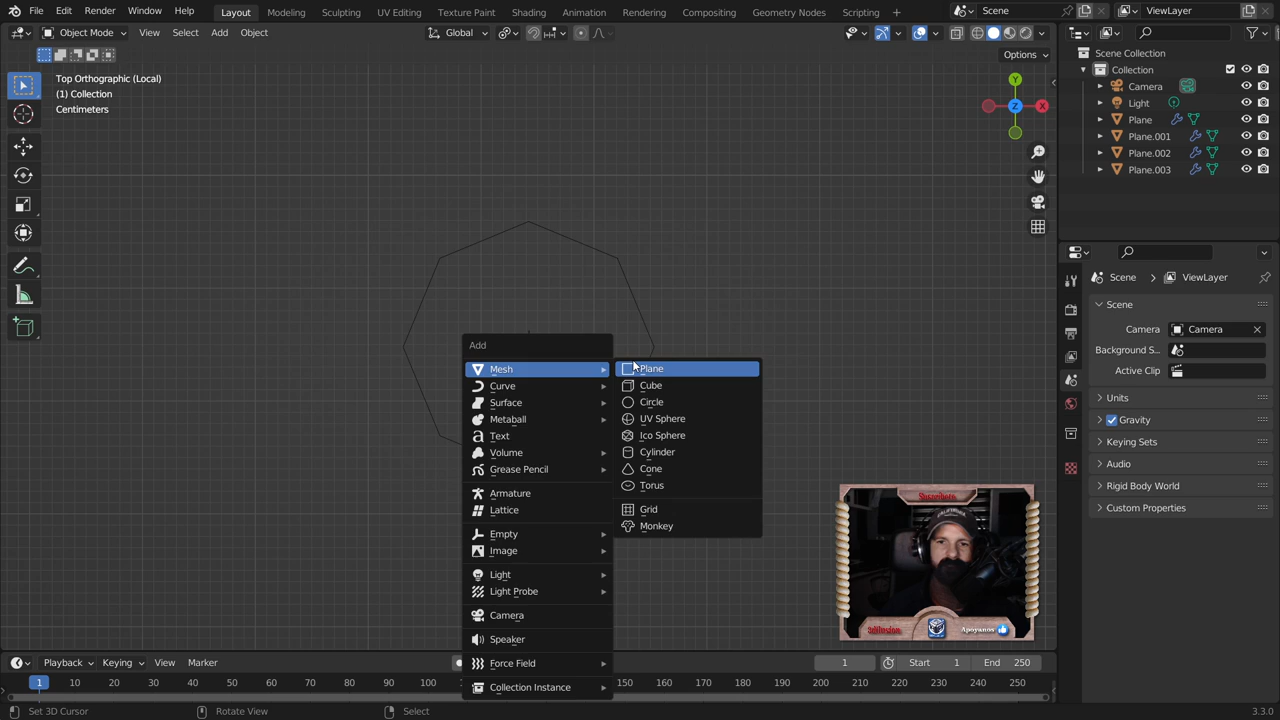 File Edit Render Window Help Layout Modeling Sculpting UV Editing Texture Paint Shading Animation Rendering Compositing Geometry Nodes Scripting + Scene ViewLayer
Object Mode View Select Add Object Global
Options
Top Orthographic (Local)
(1) Collection
Centimeters
Y
Z
X
Add
Mesh
Curve
Surface
Metaball
Text
Volume
Grease Pencil
Armature
Lattice
Empty
Image
Light
Light Probe
Camera
Speaker
Force Field
Collection Instance
Plane
Cube
Circle
UV Sphere
Ico Sphere
Cylinder
Cone
Torus
Grid
Monkey
Scene Collection
Collection
Camera
Light
Plane
Plane.001
Plane.002
Plane.003
Scene ViewLayer
Scene
Camera Camera
Background S...
Active Clip
Units
Gravity
Keying Sets
Audio
Rigid Body World
Custom Properties
Suscribete
Apoyanos
Playback Keying View Marker 1 Start 1 End 250
1 10 20 30 40 50 60 70 80 90 100 150 160 170 180 190 200 210 220 230 240 250
Set 3D Cursor Rotate View Select 3.3.0